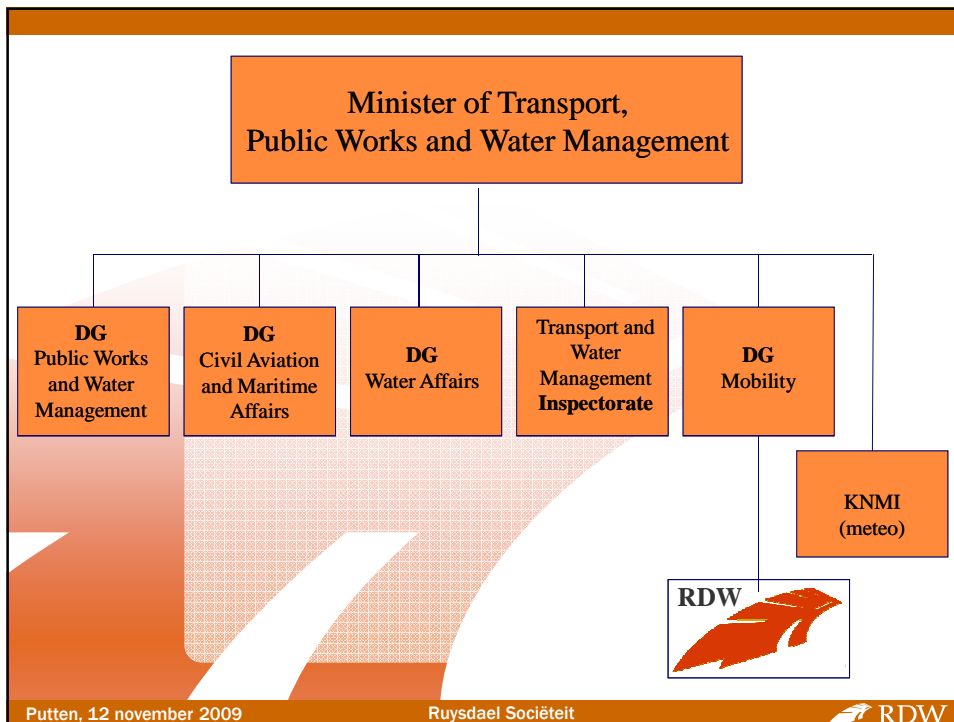 Minister of Transport,
Public Works and Water Management
DG
Public Works
and Water
Management
DG
Civil Aviation
and Maritime
Affairs
DG
Water Affairs
Transport and
Water
Management
Inspectorate
DG
Mobility
KNMI
(meteo)
RDW
Putten, 12 november 2009
Ruysdael Sociëteit
RDW